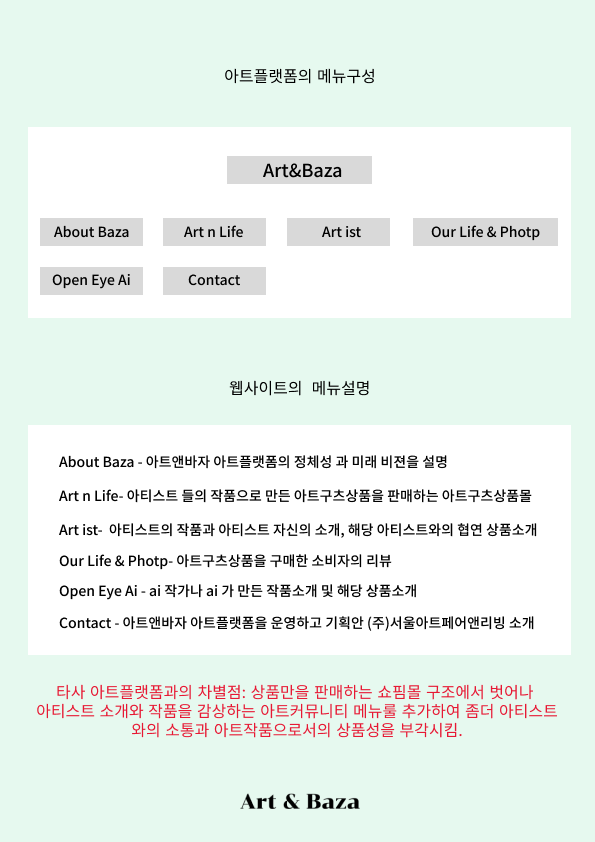 아트플랫폼의 메뉴구성
Art&Baza
About Baza
Art n Life
Art ist
Our Life & Photp
Open Eye Ai
Contact
웹사이트의 메뉴설명
About Baza - 아트앤바자 아트플랫폼의 정체성 과 미래 비젼을 설명
Art n Life- 아티스트 들의 작품으로 만든 아트구츠상품을 판매하는 아트구츠상품몰
Art ist- 아티스트의 작품과 아티스트 자신의 소개, 해당 아티스트와의 협연 상품소개
Our Life & Photp- 아트구츠상품을 구매한 소비자의 리뷰
Open Eye Ai - ai 작가나 ai 가 만든 작품소개 및 해당 상품소개
Contact - 아트앤바자 아트플랫폼을 운영하고 기획안 (주)서울아트페어앤리빙 소개
타사 아트플랫폼과의 차별점: 상품만을 판매하는 쇼핑몰 구조에서 벗어나
아티스트 소개와 작품을 감상하는 아트커뮤니티 메뉴룰 추가하여 좀더 아티스트
와의 소통과 아트작품으로서의 상품성을 부각시킴.
Art & Baza